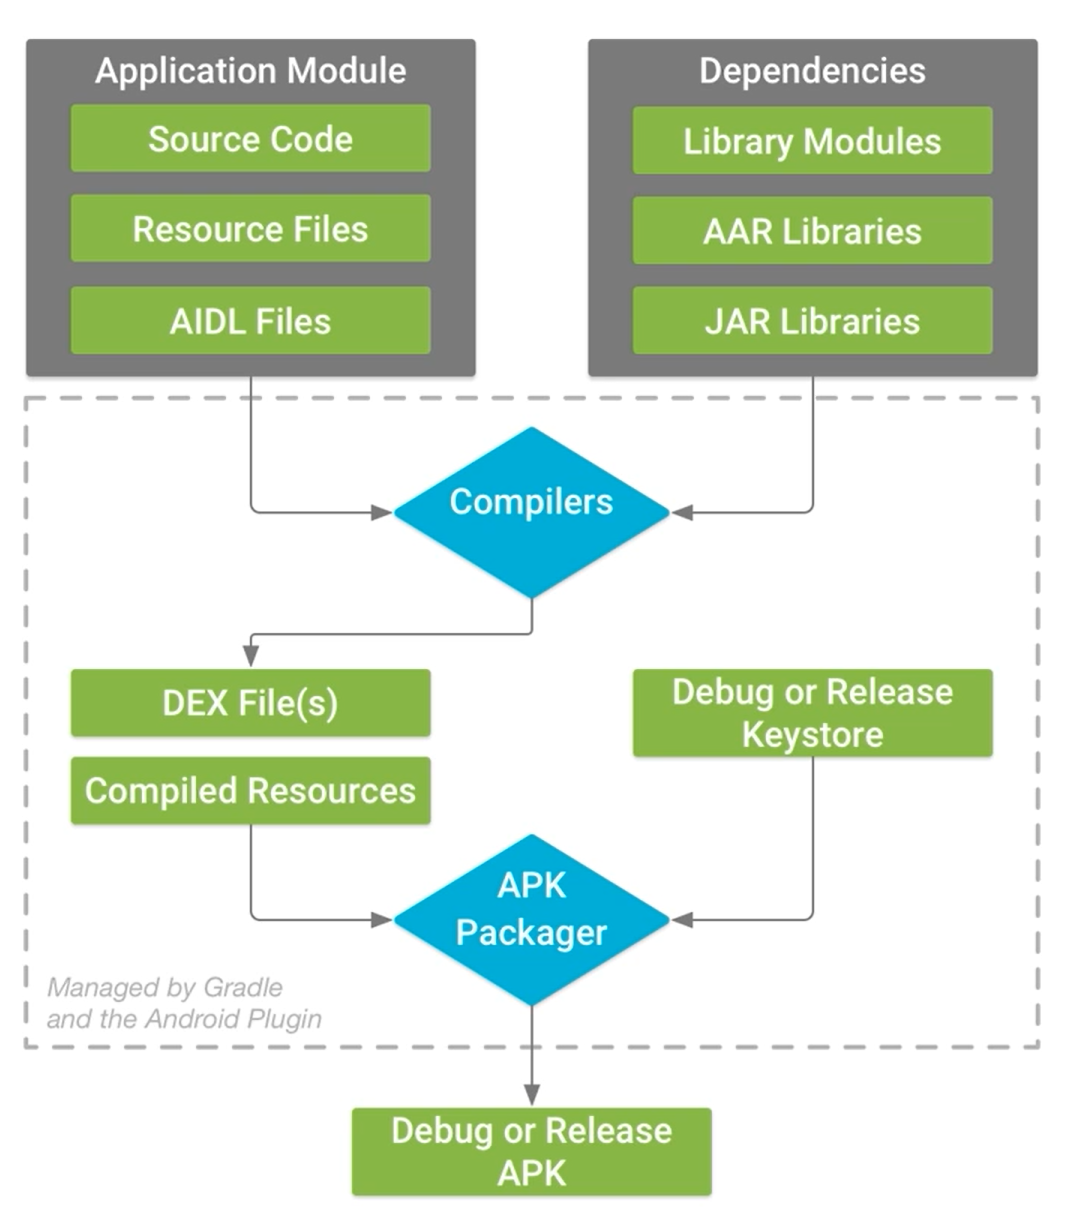 Application Module
Source Code
Resource Files
AIDL Files
Dependencies
Library Modules
AAR Libraries
JAR Libraries
Compilers
DEX File(s)
Compiled Resources
Debug or Release
Keystore
APK
Packager
Managed by Gradle
and the Android Plugin
Debug or Release
APK